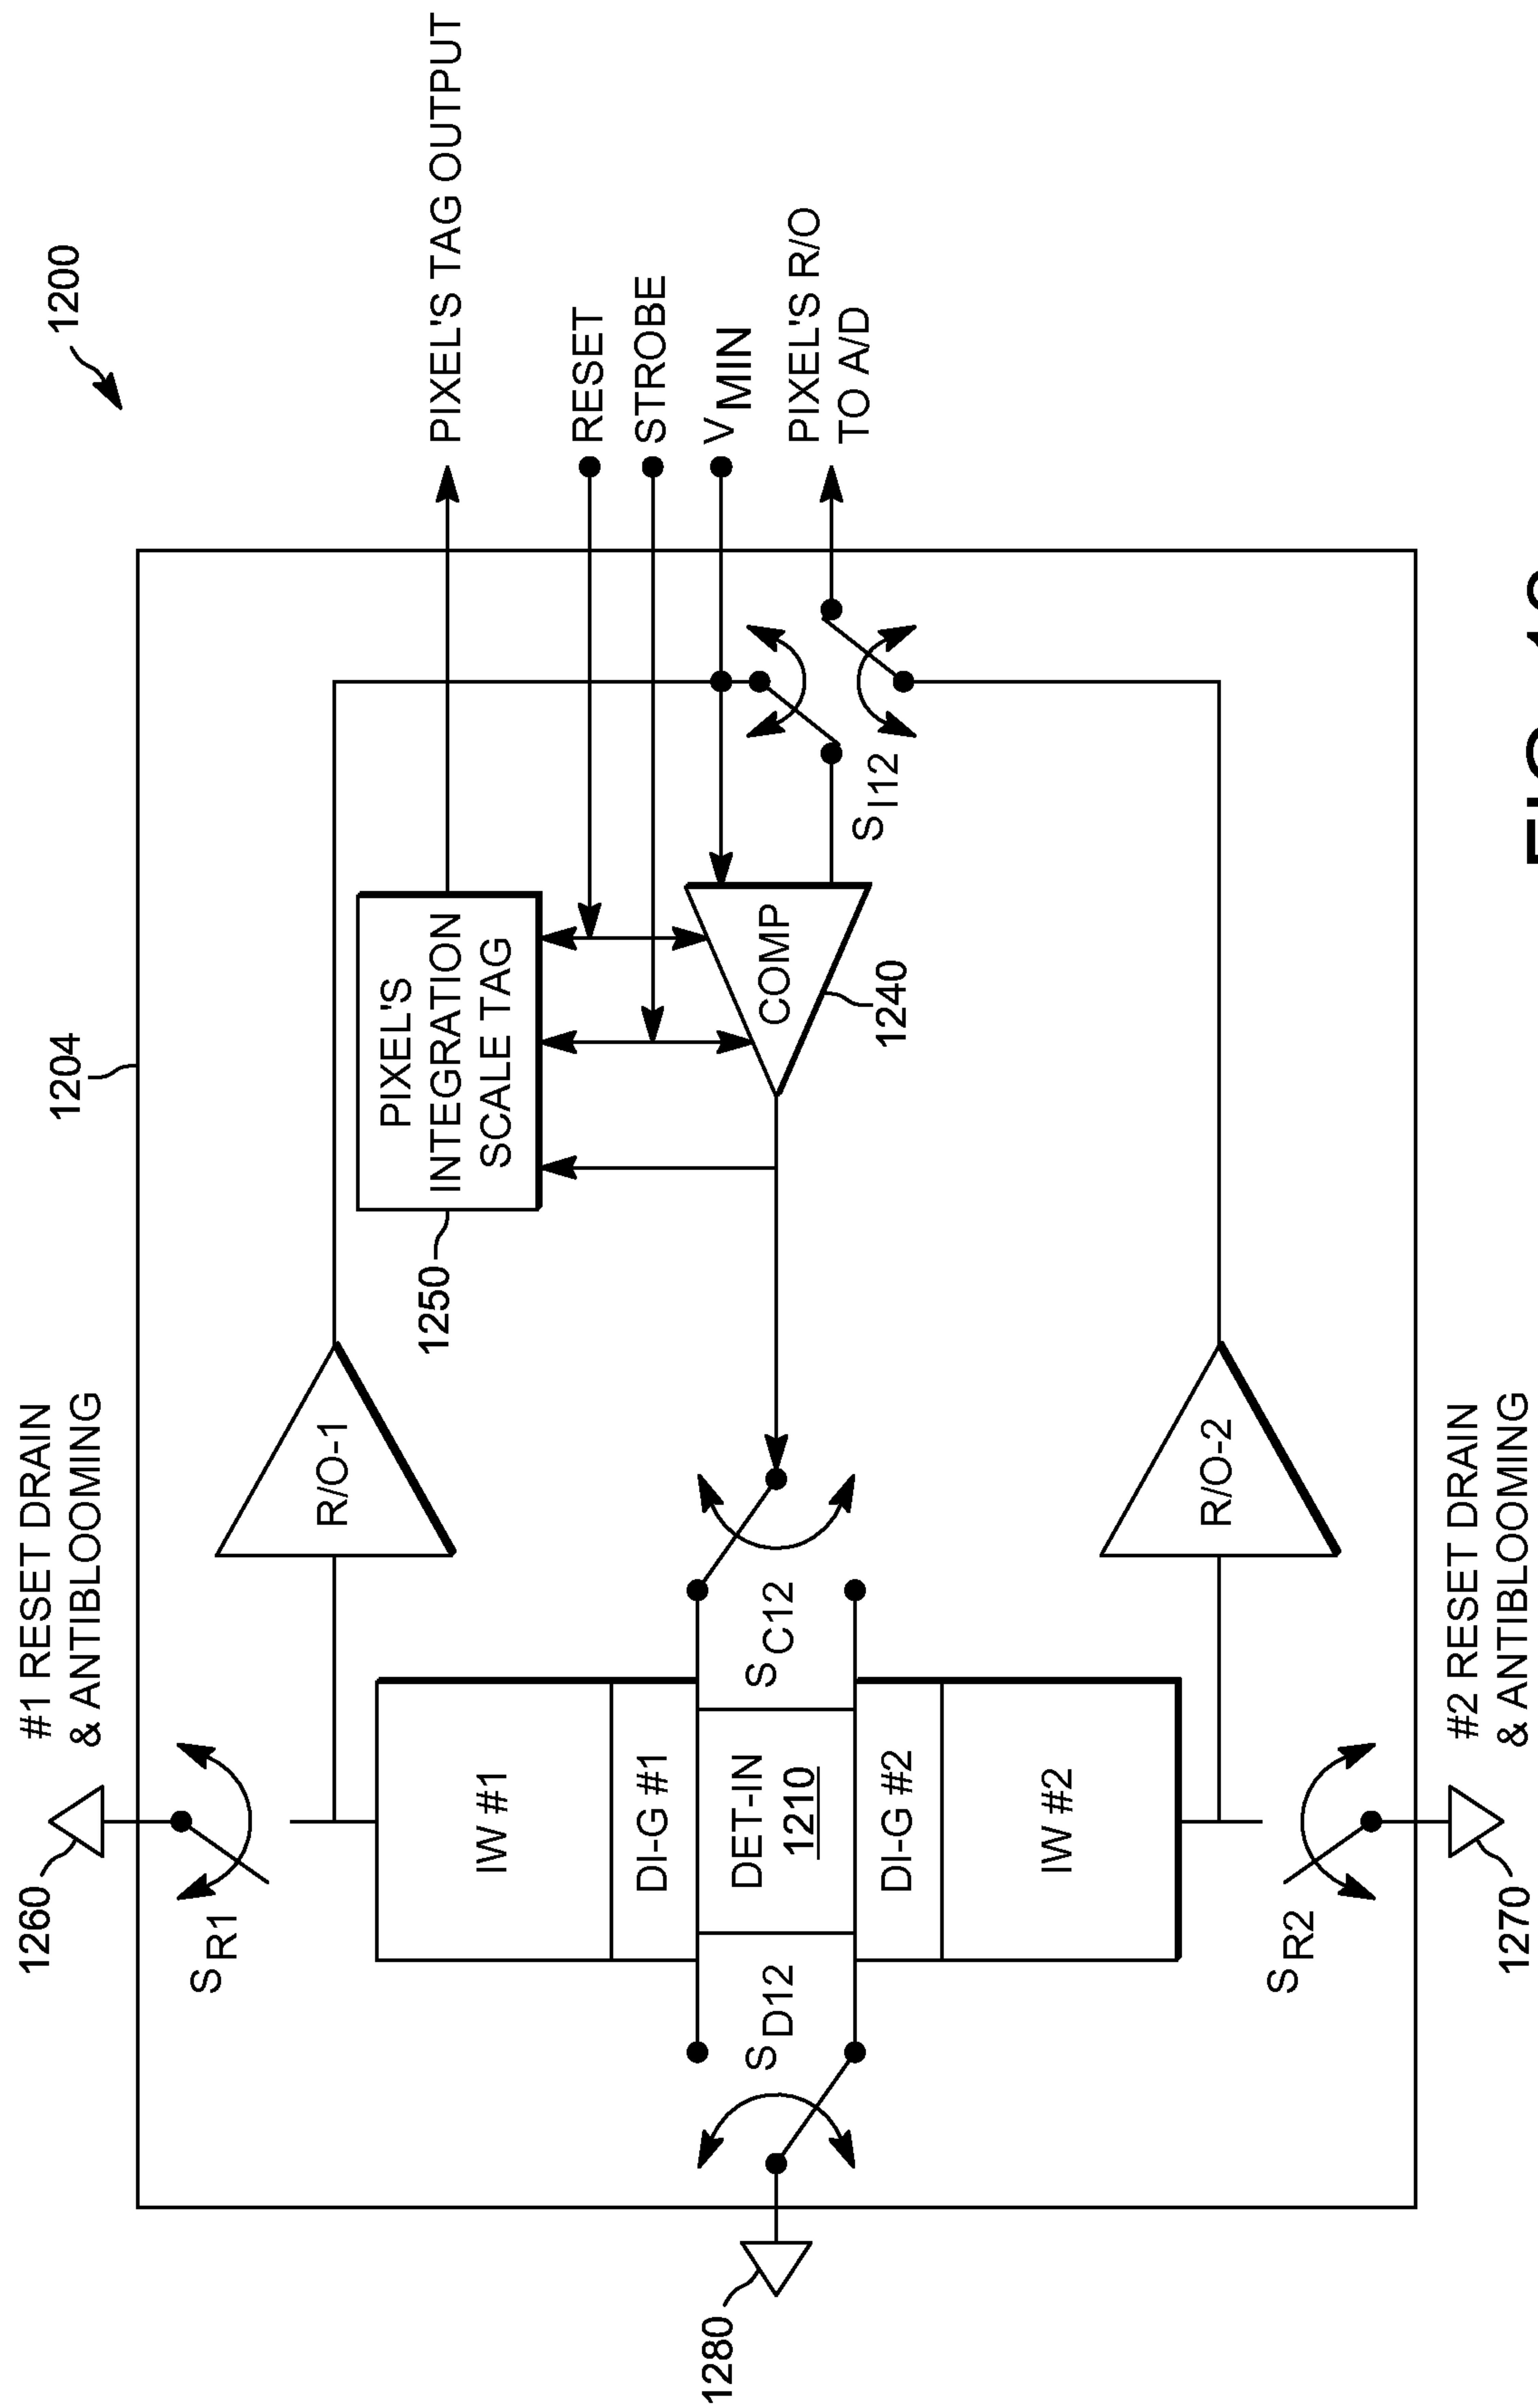 1200
1204
#1 RESET DRAIN
& ANTIBLOOMING
1260
S R1
R/O-1
PIXEL'S TAG OUTPUT
PIXEL'S
INTEGRATION
SCALE TAG
1250
RESET
STROBE
V MIN
PIXEL'S R/O
TO A/D
IW #1
DI-G #1
DET-IN
1210
DI-G #2
IW #2
S D12
S C12
COMP
1240
S I12
1280
R/O-2
S R2
1270
#2 RESET DRAIN
& ANTIBLOOMING